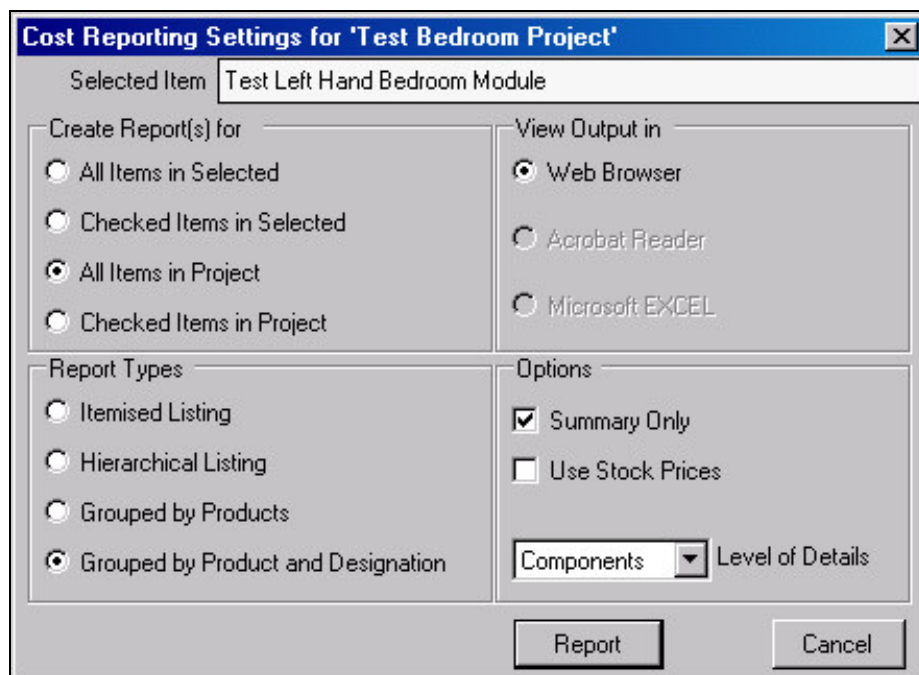 Cost Reporting Settings for 'Test Bedroom Project'
Selected Item Test Left Hand Bedroom Module
Create Report(s) for
All Items in Selected
Checked Items in Selected
All Items in Project
Checked Items in Project
View Output in
Web Browser
Acrobat Reader
Microsoft EXCEL
Report Types
Itemised Listing
Hierarchical Listing
Grouped by Products
Grouped by Product and Designation
Options
Summary Only
Use Stock Prices
Components Level of Details
Report Cancel